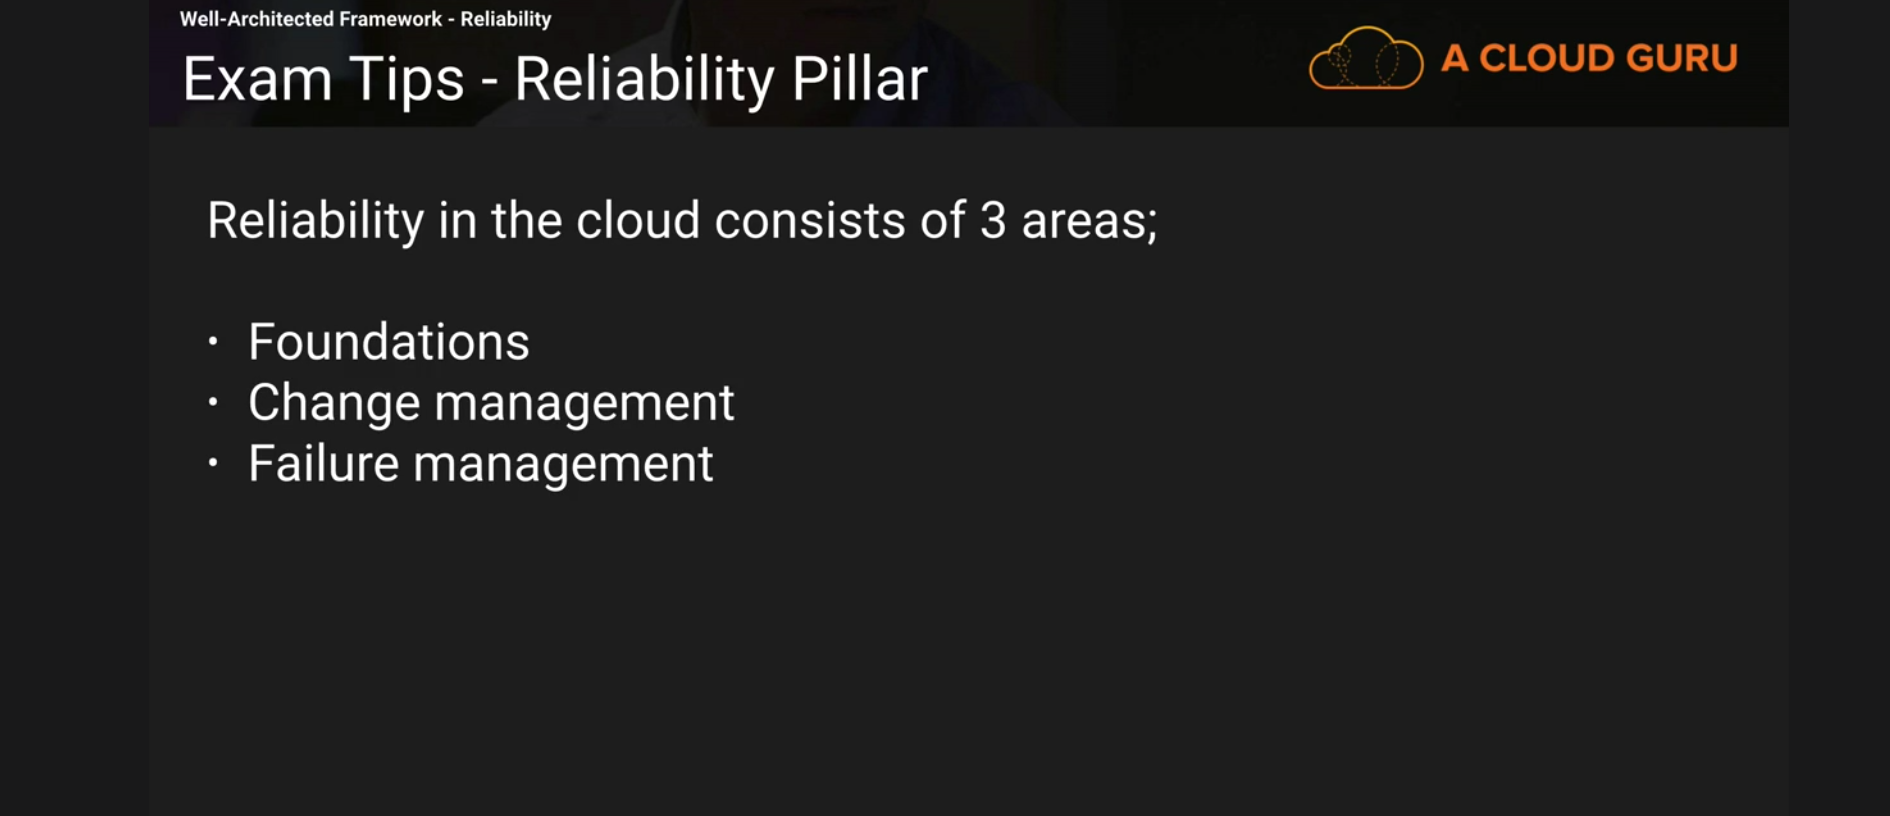 Well-Architected Framework - Reliability
Exam Tips - Reliability Pillar
A CLOUD GURU
Reliability in the cloud consists of 3 areas;
· Foundations
· Change management
· Failure management